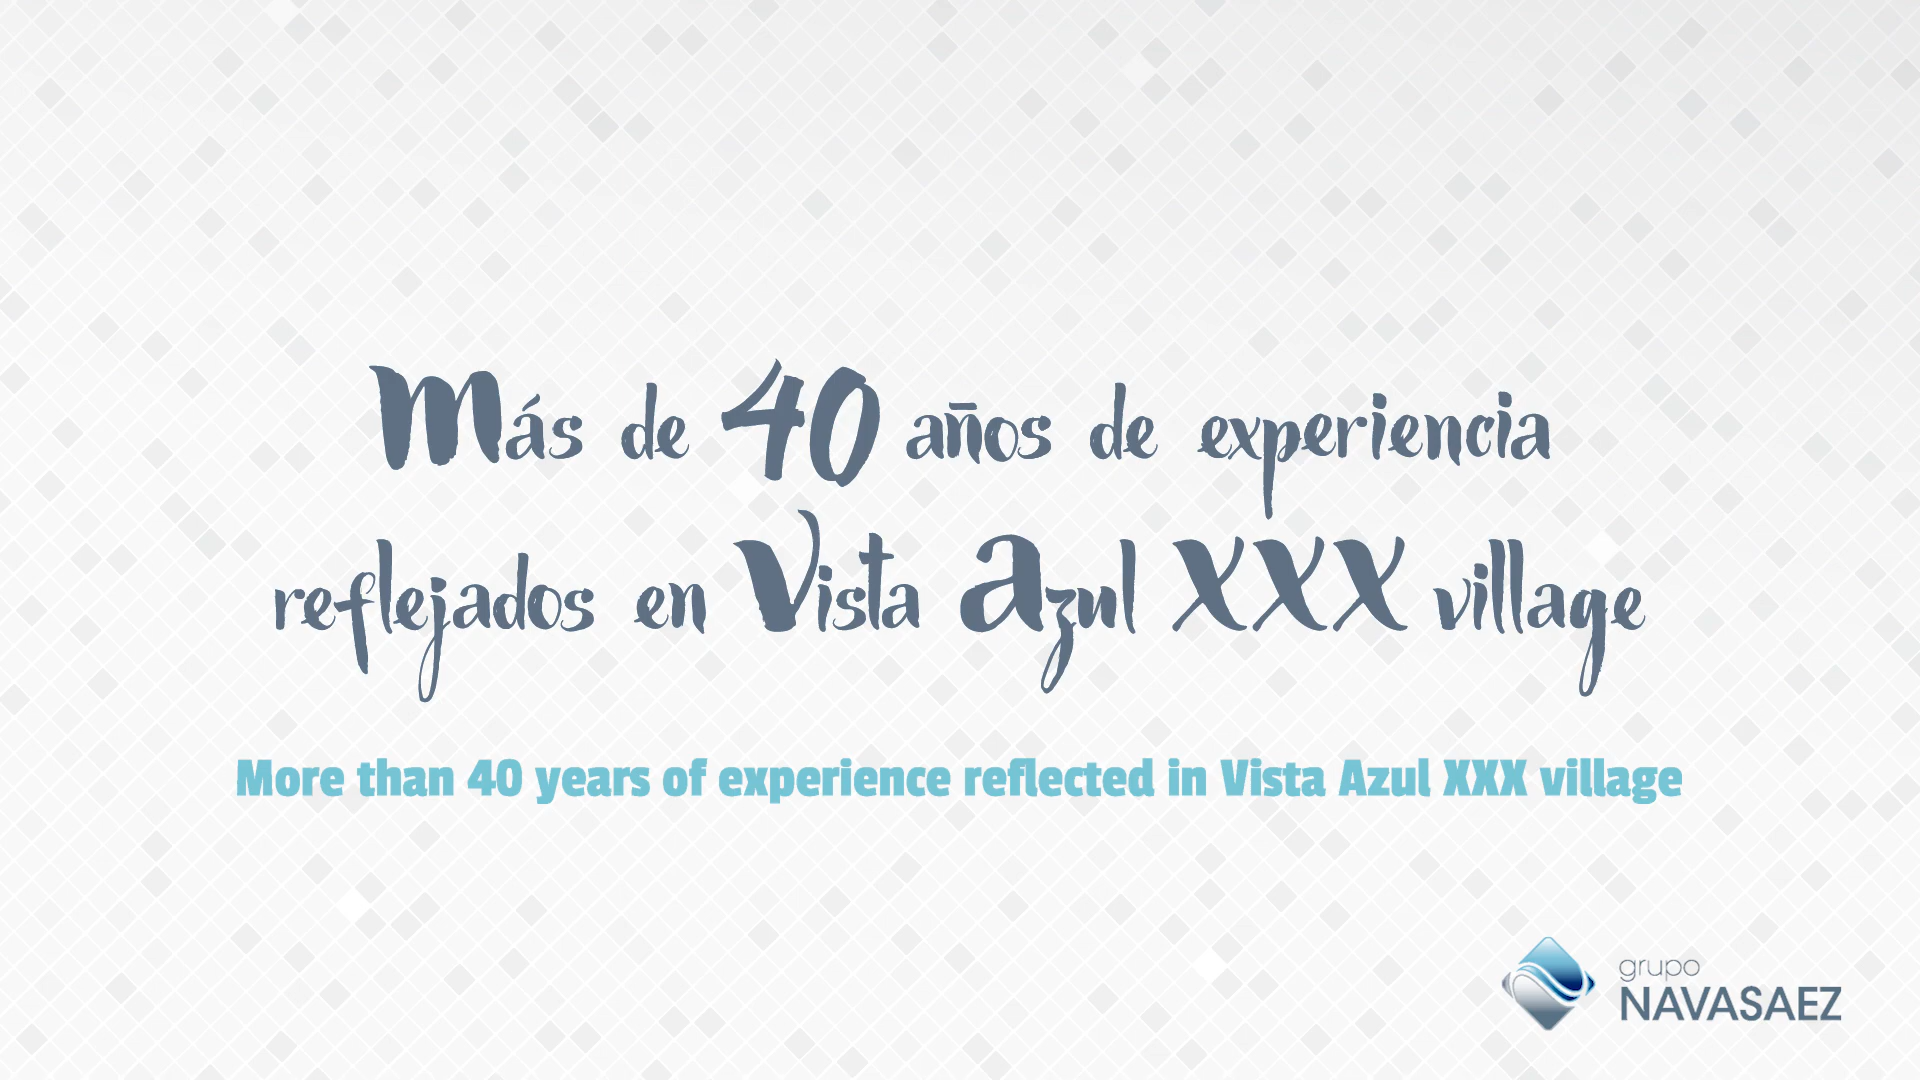 Más de 40 años de experiencia
reflejados en Vista Azul XXX village
More than 40 years of experience reflected in Vista Azul XXX village
grupo
NAVASAEZ